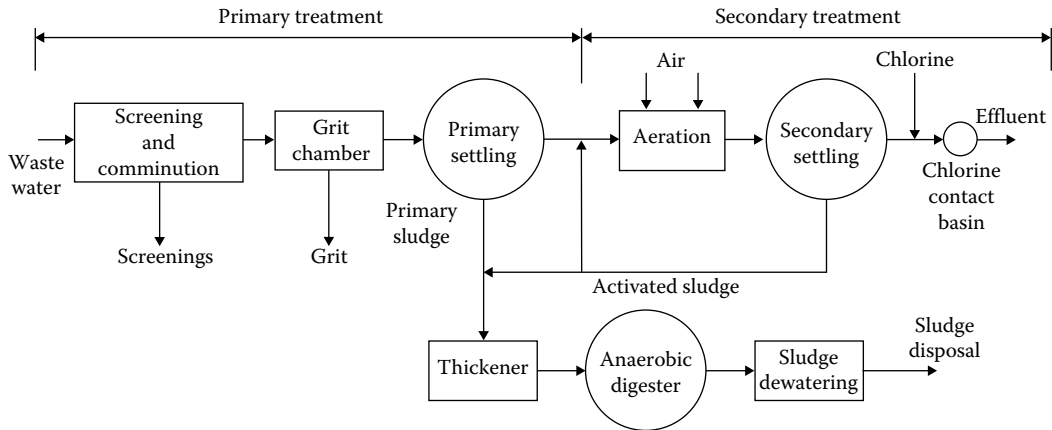 Primary treatment
Secondary treatment
Air
Chlorine
Waste
water
Screening
and
comminution
Grit
chamber
Primary
settling
Aeration
Secondary
settling
Effluent
Chlorine
contact
basin
Primary
sludge
Screenings
Grit
Activated sludge
Thickener
Anaerobic
digester
Sludge
dewatering
Sludge
disposal